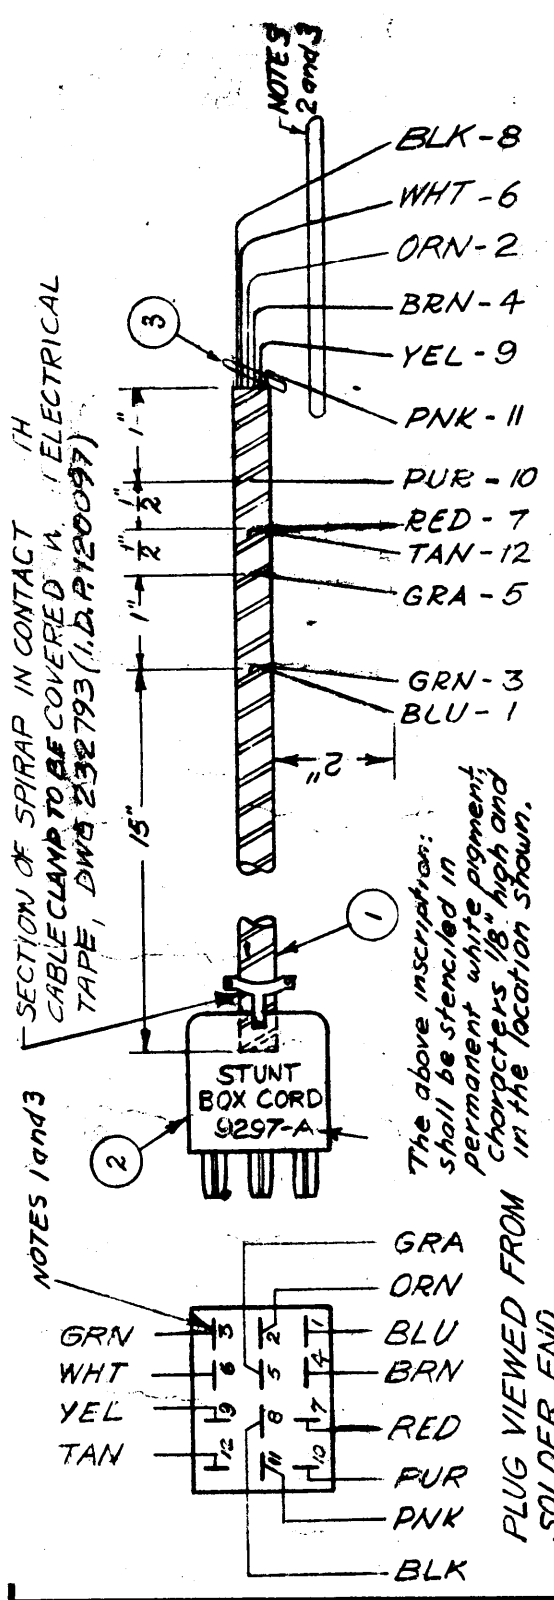 SECTION OF SPIRAP IN CONTACT TH
CABLE CLAMP TO BE COVERED W. ELECTRICAL
TAPE, DWG 232793 (I.D.P. 120097)
NOTES
2 and 3
3
BLK-8
WHT-6
ORN-2
BRN-4
YEL-9
PNK-11
PUR-10
RED-7
TAN-12
GRA-5
GRN-3
BLU-1
1"
1/2"
1/2"
1"
15"
2"
1
2
STUNT
BOX CORD
9297-A
The above inscription:
shall be stenciled in
permanent white pigment,
characters 1/8" high and
in the location shown.
NOTES 1 and 3
GRN
WHT
YEL
TAN
3 2 1
6 5 4
9 8 7
12 11 10
GRA
ORN
BLU
BRN
RED
PUR
PNK
BLK
PLUG VIEWED FROM
SOLDER END